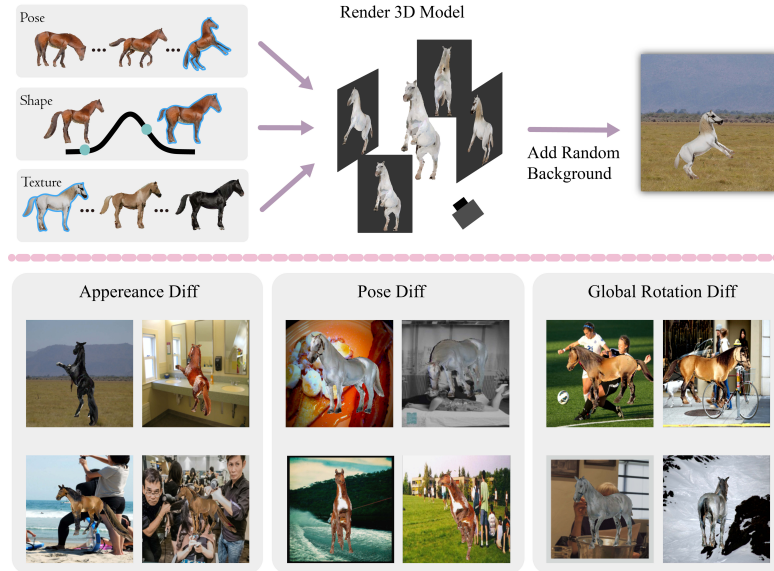 Pose
Render 3D Model
Shape
Add Random
Background
Texture
Appereance Diff
Pose Diff
Global Rotation Diff